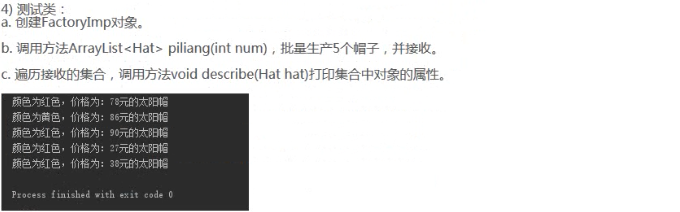 4) 测试类：
a. 创建FactoryImp对象。
b. 调用方法ArrayList<Hat> piliang(int num)，批量生产5个帽子，并接收。
c. 遍历接收的集合，调用方法void describe(Hat hat)打印集合中对象的属性。
颜色为红色，价格为：78元的太阳帽
颜色为黄色，价格为：86元的太阳帽
颜色为红色，价格为：90元的太阳帽
颜色为红色，价格为：27元的太阳帽
颜色为红色，价格为：38元的太阳帽
Process finished with exit code 0